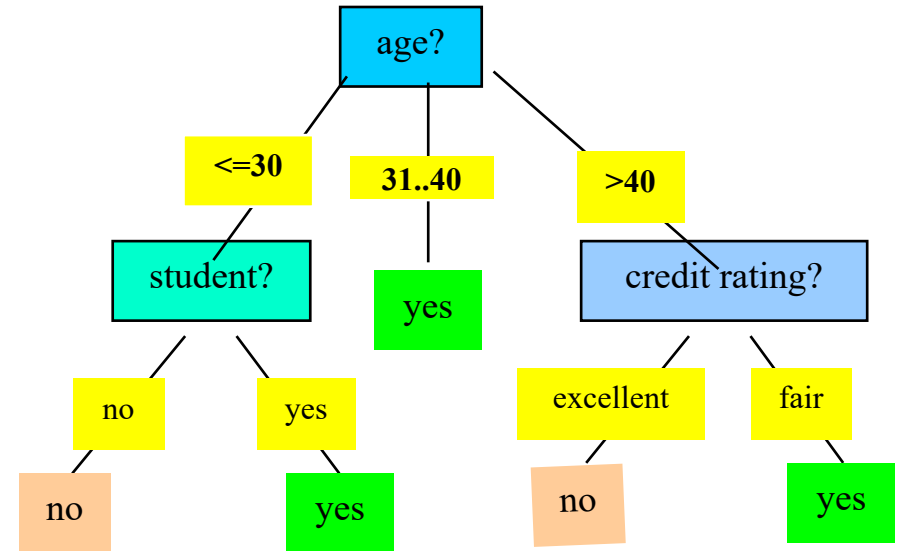 age?
<=30
31..40
>40
student?
yes
credit rating?
no
yes
excellent
fair
no
yes
no
yes